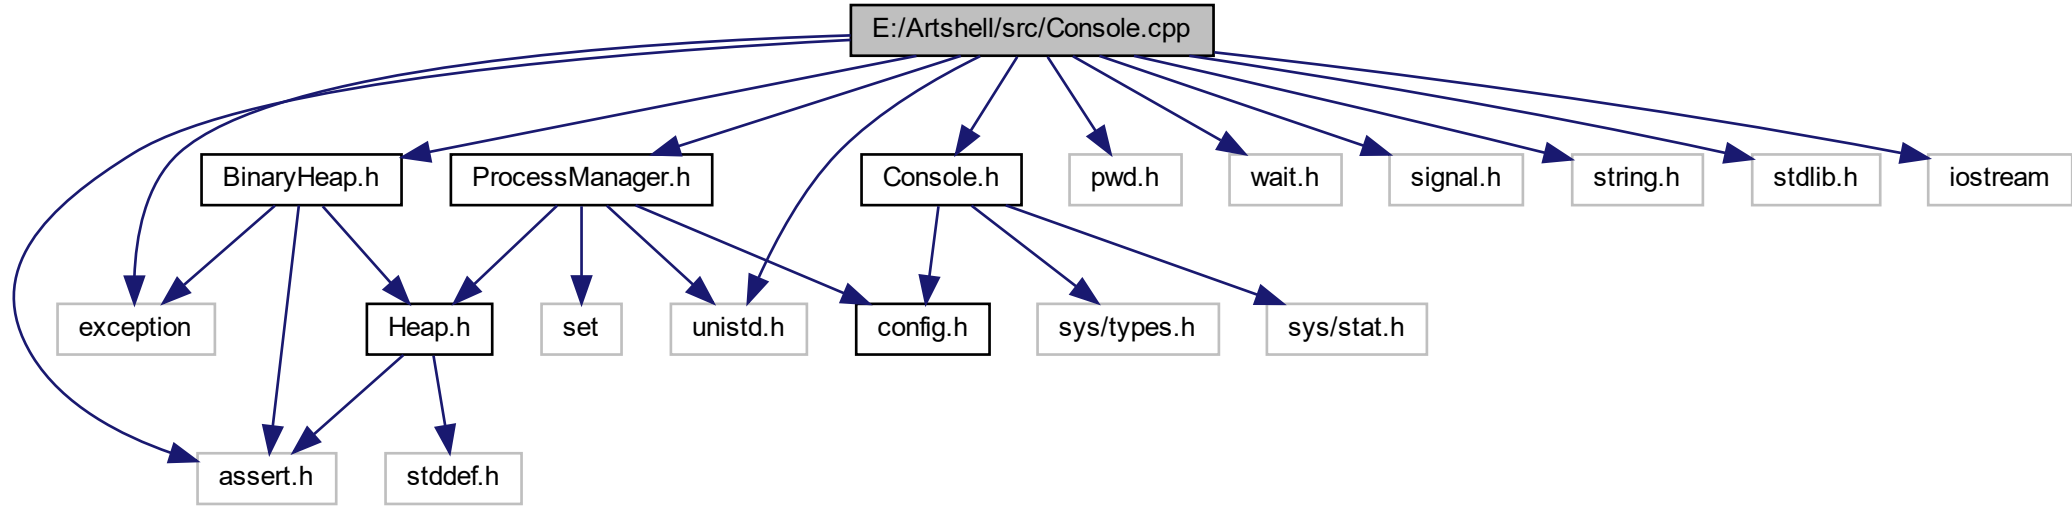 E:/Artshell/src/Console.cpp
BinaryHeap.h
ProcessManager.h
Console.h
pwd.h
wait.h
signal.h
string.h
stdlib.h
iostream
exception
Heap.h
set
unistd.h
config.h
sys/types.h
sys/stat.h
assert.h
stddef.h